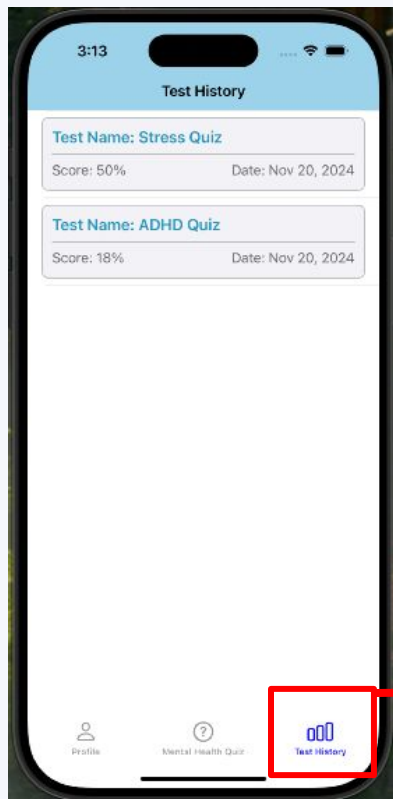 3:13
Test History
Test Name: Stress Quiz
Score: 50% Date: Nov 20, 2024
Test Name: ADHD Quiz
Score: 18% Date: Nov 20, 2024
Profile Mental Health Quiz Test History